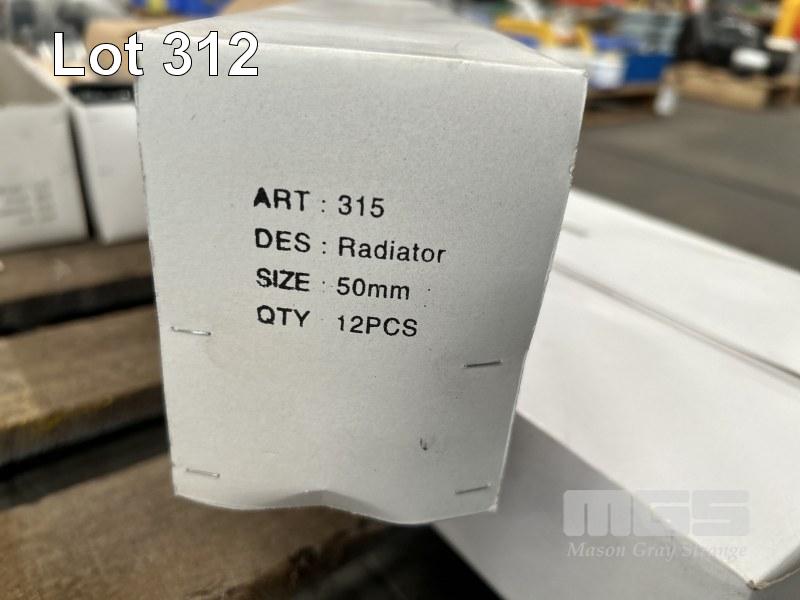 Lot 312
ART : 315
DES : Radiator
SIZE : 50mm
QTY 12PCS
MGS
Mason Gray Strange